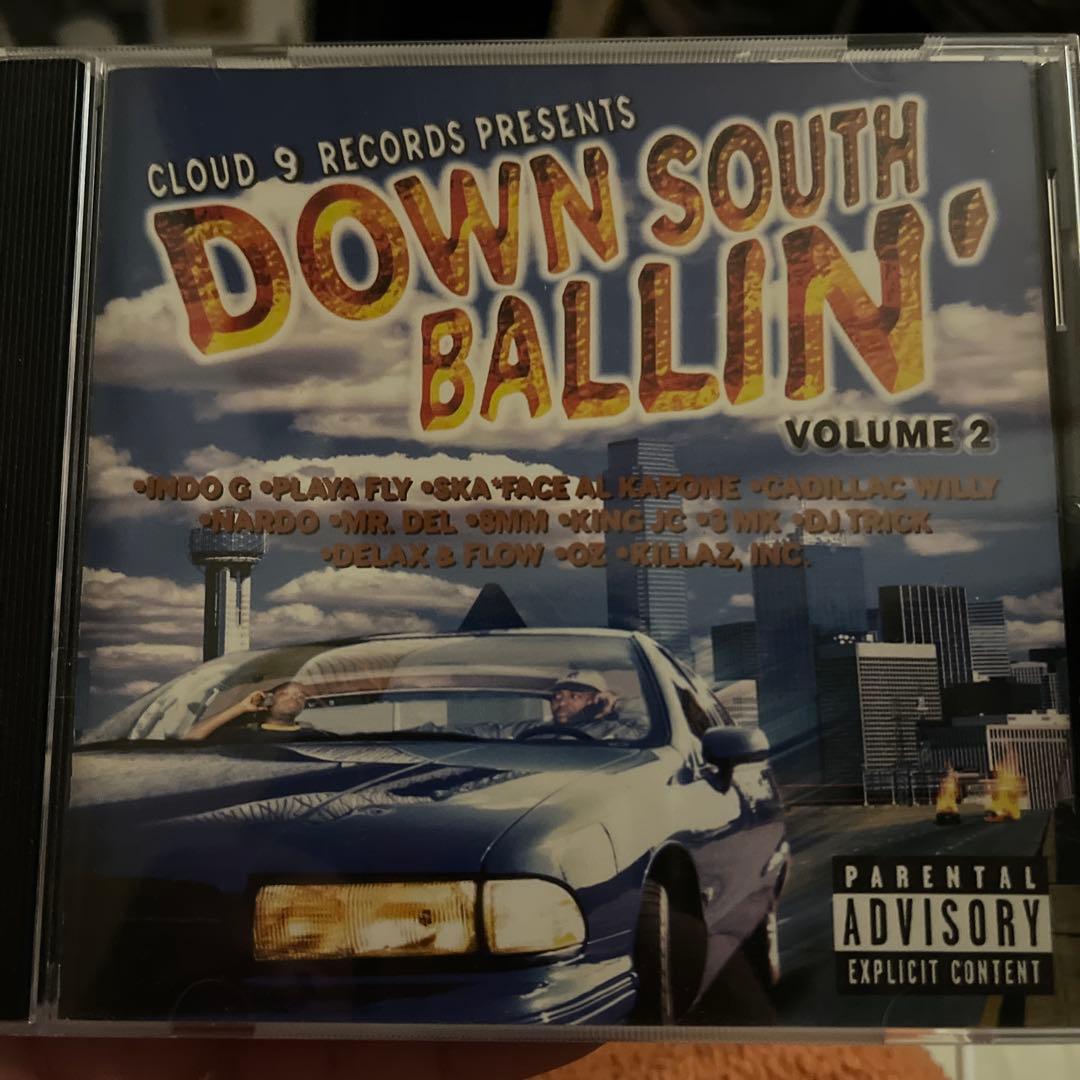 CLOUD 9 RECORDS PRESENTS
DOWN SOUTH
BALLIN'
VOLUME 2
•INDO G •PLAYA FLY •SKA*FACE AL KAPONE •CADILLAC WILLY
•NARDO •MR. DEL •8MM •KING JC •3 MK •DJ TRICK
•DELAX & FLOW •OZ •KILLAZ, INC.
PARENTAL
ADVISORY
EXPLICIT CONTENT